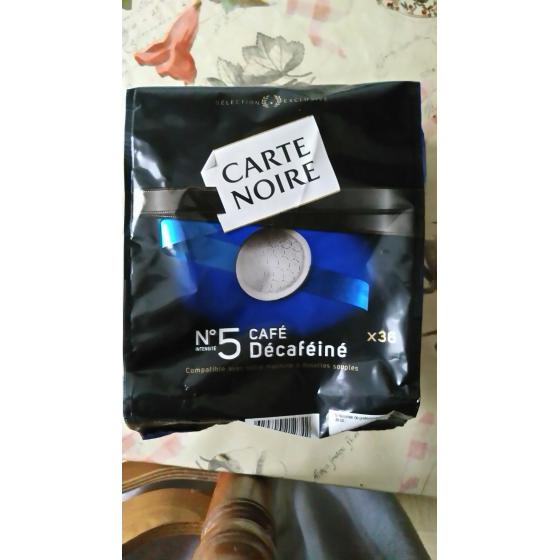 SÉLECTION EXCLUSIVE
CARTE
NOIRE
N°5 CAFÉ
INTENSITÉ Décaféiné
x36
Compatible avec votre machine à dosettes souples